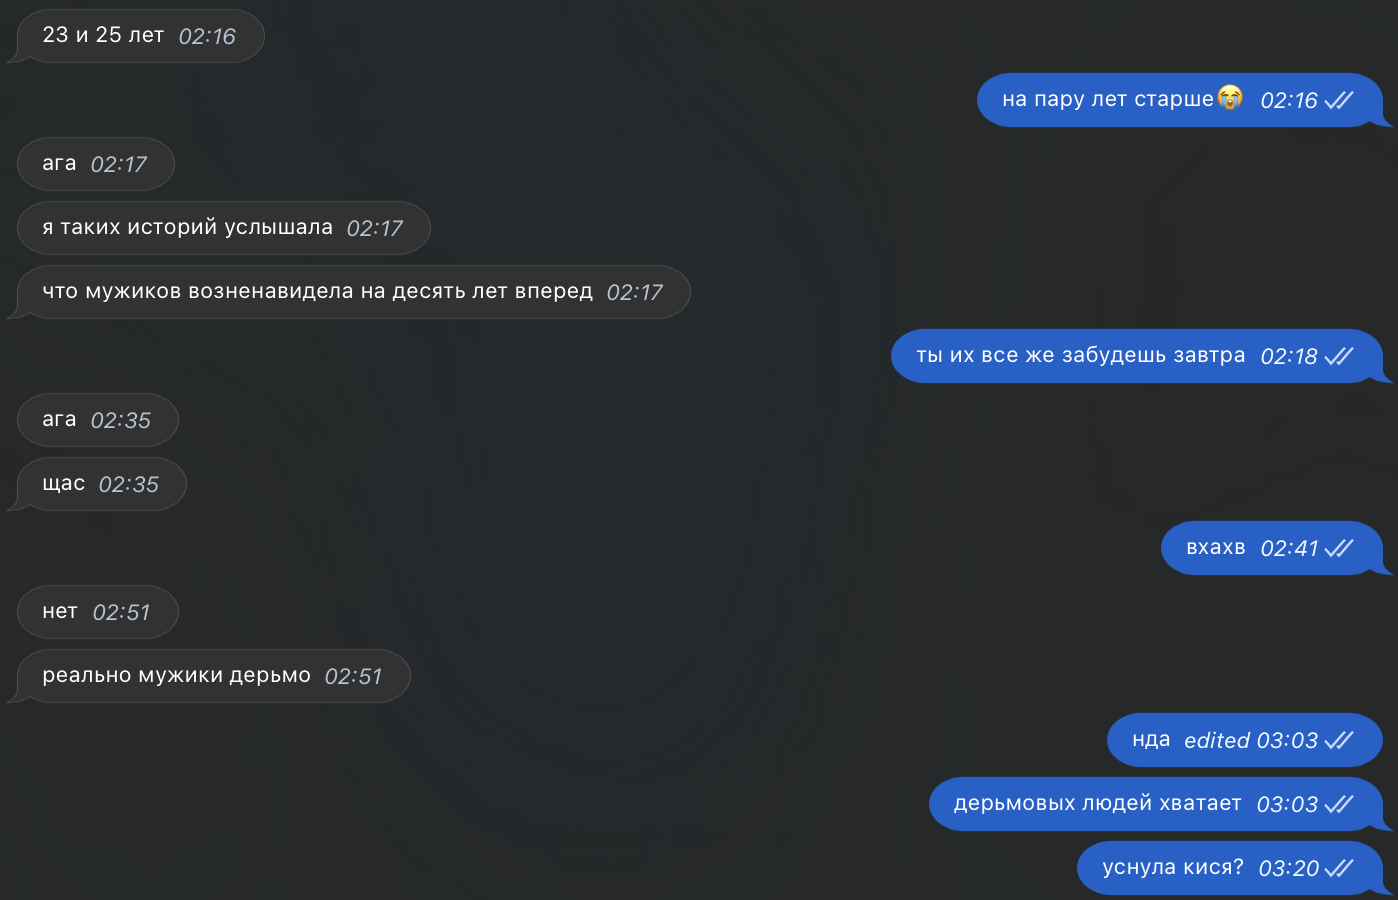 23 и 25 лет 02:16
на пару лет старше😭 02:16
ага 02:17
я таких историй услышала 02:17
что мужиков возненавидела на десять лет вперед 02:17
ты их все же забудешь завтра 02:18
ага 02:35
щас 02:35
вхахв 02:41
нет 02:51
реально мужики дерьмо 02:51
нда edited 03:03
дерьмовых людей хватает 03:03
уснула кися? 03:20